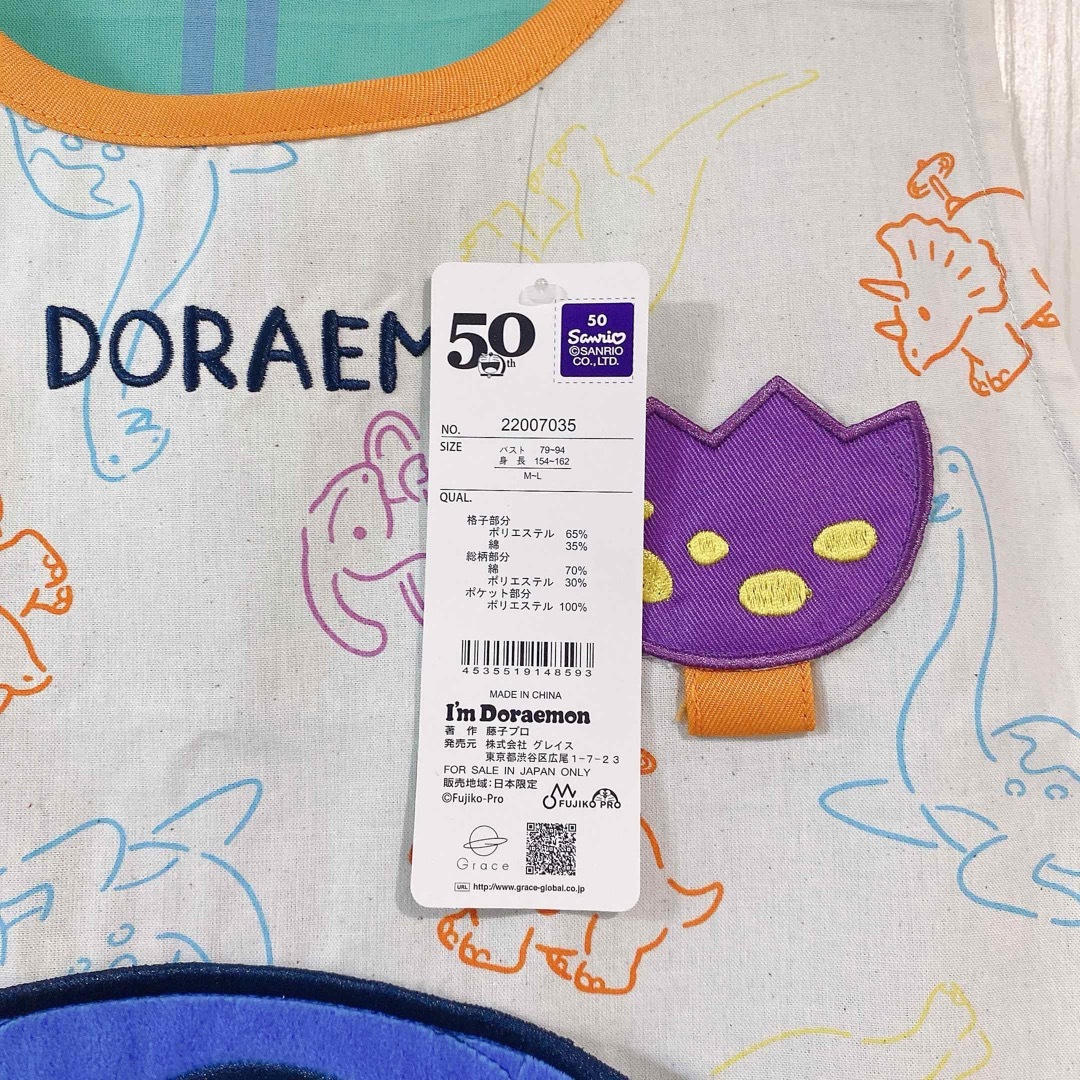 DORAEM
50th
50
Sanrio
©SANRIO
CO.,LTD.
NO. 22007035
SIZE バスト 79~94
身 長 154~162
M~L
QUAL.
格子部分
ポリエステル 65%
綿 35%
総柄部分
綿 70%
ポリエステル 30%
ポケット部分
ポリエステル 100%
4535519148593
MADE IN CHINA
I'm Doraemon
著 作 藤子プロ
発売元 株式会社 グレイス
東京都渋谷区広尾1-7-23
FOR SALE IN JAPAN ONLY
販売地域:日本限定
©Fujiko-Pro
FUJIKO PRO
Grace
URL http://www.grace-global.co.jp